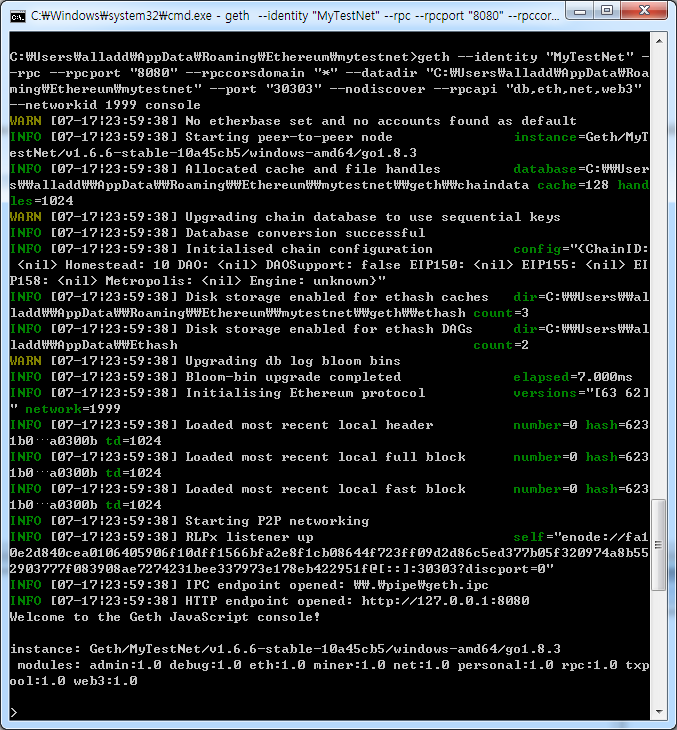 C:₩Windows₩system32₩cmd.exe - geth  --identity "MyTestNet" --rpc --rpcport "8080" --rpccor...
C:₩Users₩alladd₩AppData₩Roaming₩Ethereum₩mytestnet>geth --identity "MyTestNet" -
-rpc --rpcport "8080" --rpccorsdomain "*" --datadir "C:₩Users₩alladd₩AppData₩Roa
ming₩Ethereum₩mytestnet" --port "30303" --nodiscover --rpcapi "db,eth,net,web3"
--networkid 1999 console
WARN [07-17|23:59:38] No etherbase set and no accounts found as default
INFO [07-17|23:59:38] Starting peer-to-peer node               instance=Geth/MyT
estNet/v1.6.6-stable-10a45cb5/windows-amd64/go1.8.3
INFO [07-17|23:59:38] Allocated cache and file handles         database=C:₩₩User
s₩₩alladd₩₩AppData₩₩Roaming₩₩Ethereum₩₩mytestnet₩₩geth₩₩chaindata cache=128 hand
les=1024
WARN [07-17|23:59:38] Upgrading chain database to use sequential keys
INFO [07-17|23:59:38] Database conversion successful
INFO [07-17|23:59:38] Initialised chain configuration          config="{ChainID:
 <nil> Homestead: 10 DAO: <nil> DAOSupport: false EIP150: <nil> EIP155: <nil> EI
P158: <nil> Metropolis: <nil> Engine: unknown}"
INFO [07-17|23:59:38] Disk storage enabled for ethash caches   dir=C:₩₩Users₩₩al
ladd₩₩AppData₩₩Roaming₩₩Ethereum₩₩mytestnet₩₩geth₩₩ethash count=3
INFO [07-17|23:59:38] Disk storage enabled for ethash DAGs     dir=C:₩₩Users₩₩al
ladd₩₩AppData₩₩Ethash                                     count=2
WARN [07-17|23:59:38] Upgrading db log bloom bins
INFO [07-17|23:59:38] Bloom-bin upgrade completed              elapsed=7.000ms
INFO [07-17|23:59:38] Initialising Ethereum protocol           versions="[63 62]
" network=1999
INFO [07-17|23:59:38] Loaded most recent local header          number=0 hash=623
1b0…a0300b td=1024
INFO [07-17|23:59:38] Loaded most recent local full block      number=0 hash=623
1b0…a0300b td=1024
INFO [07-17|23:59:38] Loaded most recent local fast block      number=0 hash=623
1b0…a0300b td=1024
INFO [07-17|23:59:38] Starting P2P networking
INFO [07-17|23:59:38] RLPx listener up                         self="enode://fa1
0e2d840cea0106405906f10dff1566bfa2e8f1cb08644f723ff09d2d86c5ed377b05f320974a8b55
2903777f083908ae7274231bee337973e178eb422951f@[::]:30303?discport=0"
INFO [07-17|23:59:38] IPC endpoint opened: ₩₩.₩pipe₩geth.ipc
INFO [07-17|23:59:38] HTTP endpoint opened: http://127.0.0.1:8080
Welcome to the Geth JavaScript console!
instance: Geth/MyTestNet/v1.6.6-stable-10a45cb5/windows-amd64/go1.8.3
 modules: admin:1.0 debug:1.0 eth:1.0 miner:1.0 net:1.0 personal:1.0 rpc:1.0 txp
ool:1.0 web3:1.0
>